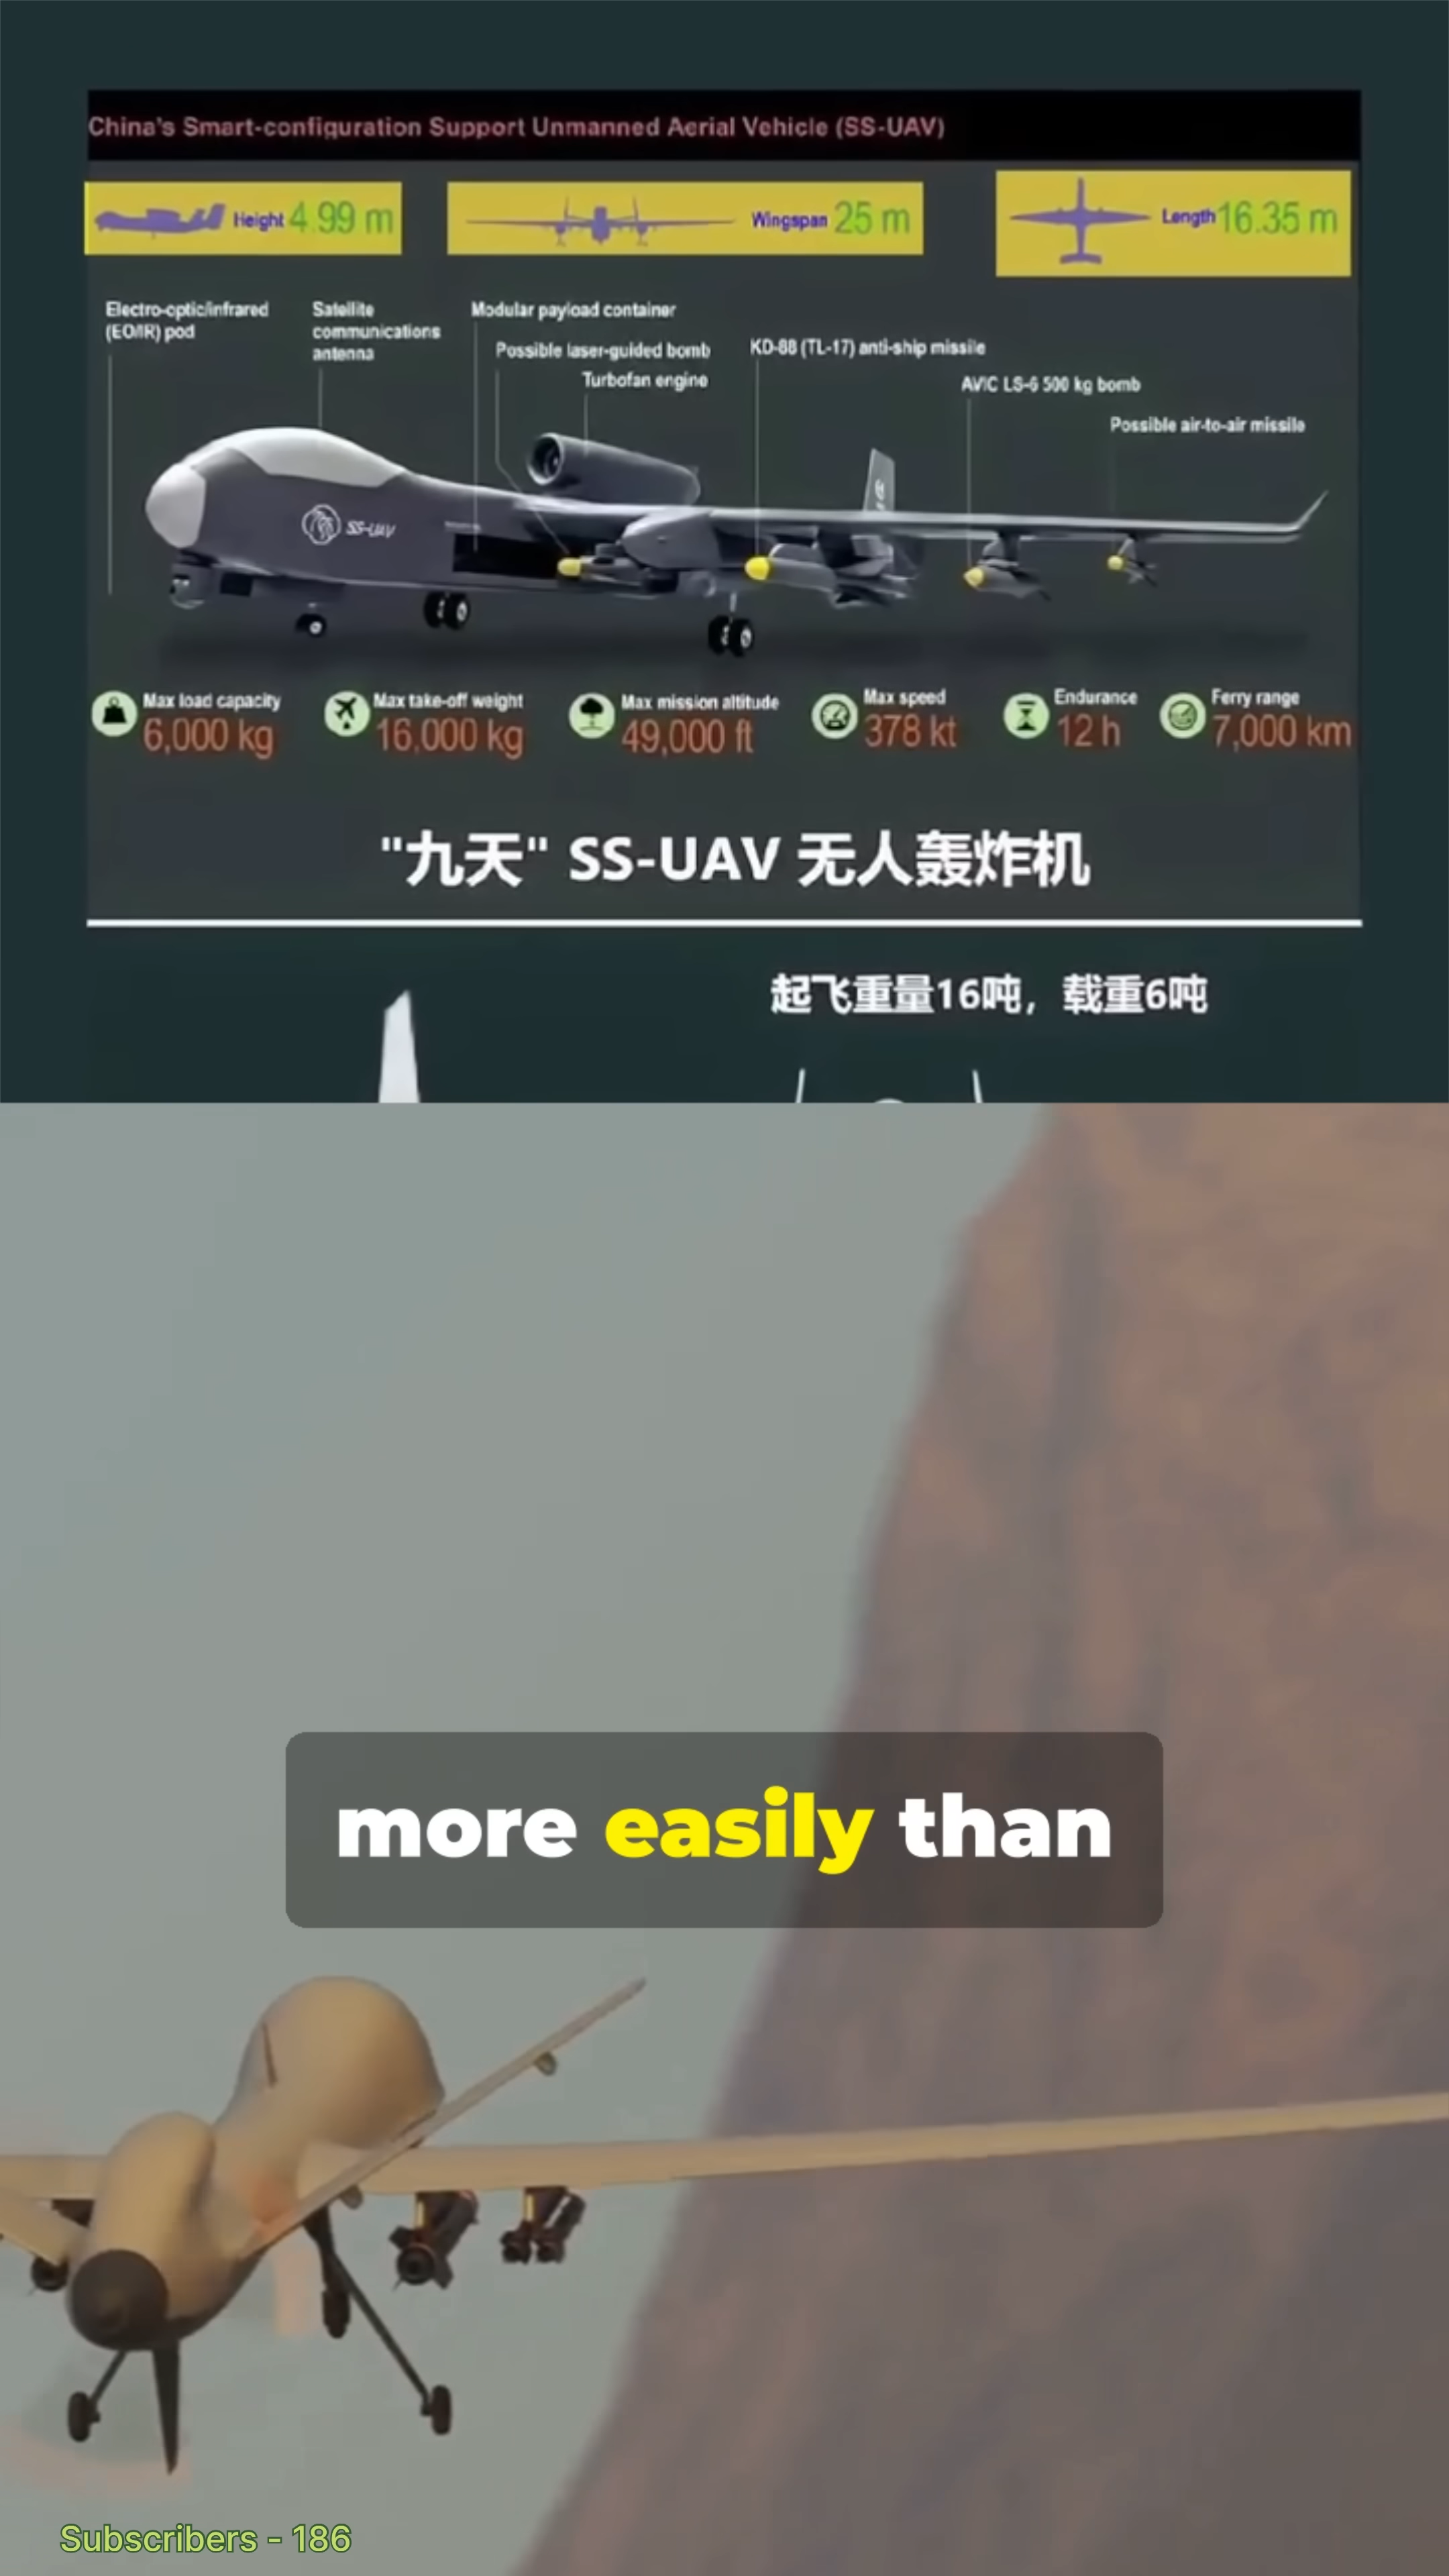 China's Smart-configuration Support Unmanned Aerial Vehicle (SS-UAV)
Height 4.99 m
Wingspan 25 m
Length 16.35 m
Electro-optic/infrared
(EO/IR) pod
Satellite
communications
antenna
Modular payload container
Possible laser-guided bomb
Turbofan engine
KD-88 (TL-17) anti-ship missile
AVIC LS-6 500 kg bomb
Possible air-to-air missile
SS-UAV
Max load capacity
6,000 kg
Max take-off weight
16,000 kg
Max mission altitude
49,000 ft
Max speed
378 kt
Endurance
12 h
Ferry range
7,000 km
"九天" SS-UAV 无人轰炸机
起飞重量16吨，载重6吨
more easily than
Subscribers - 186